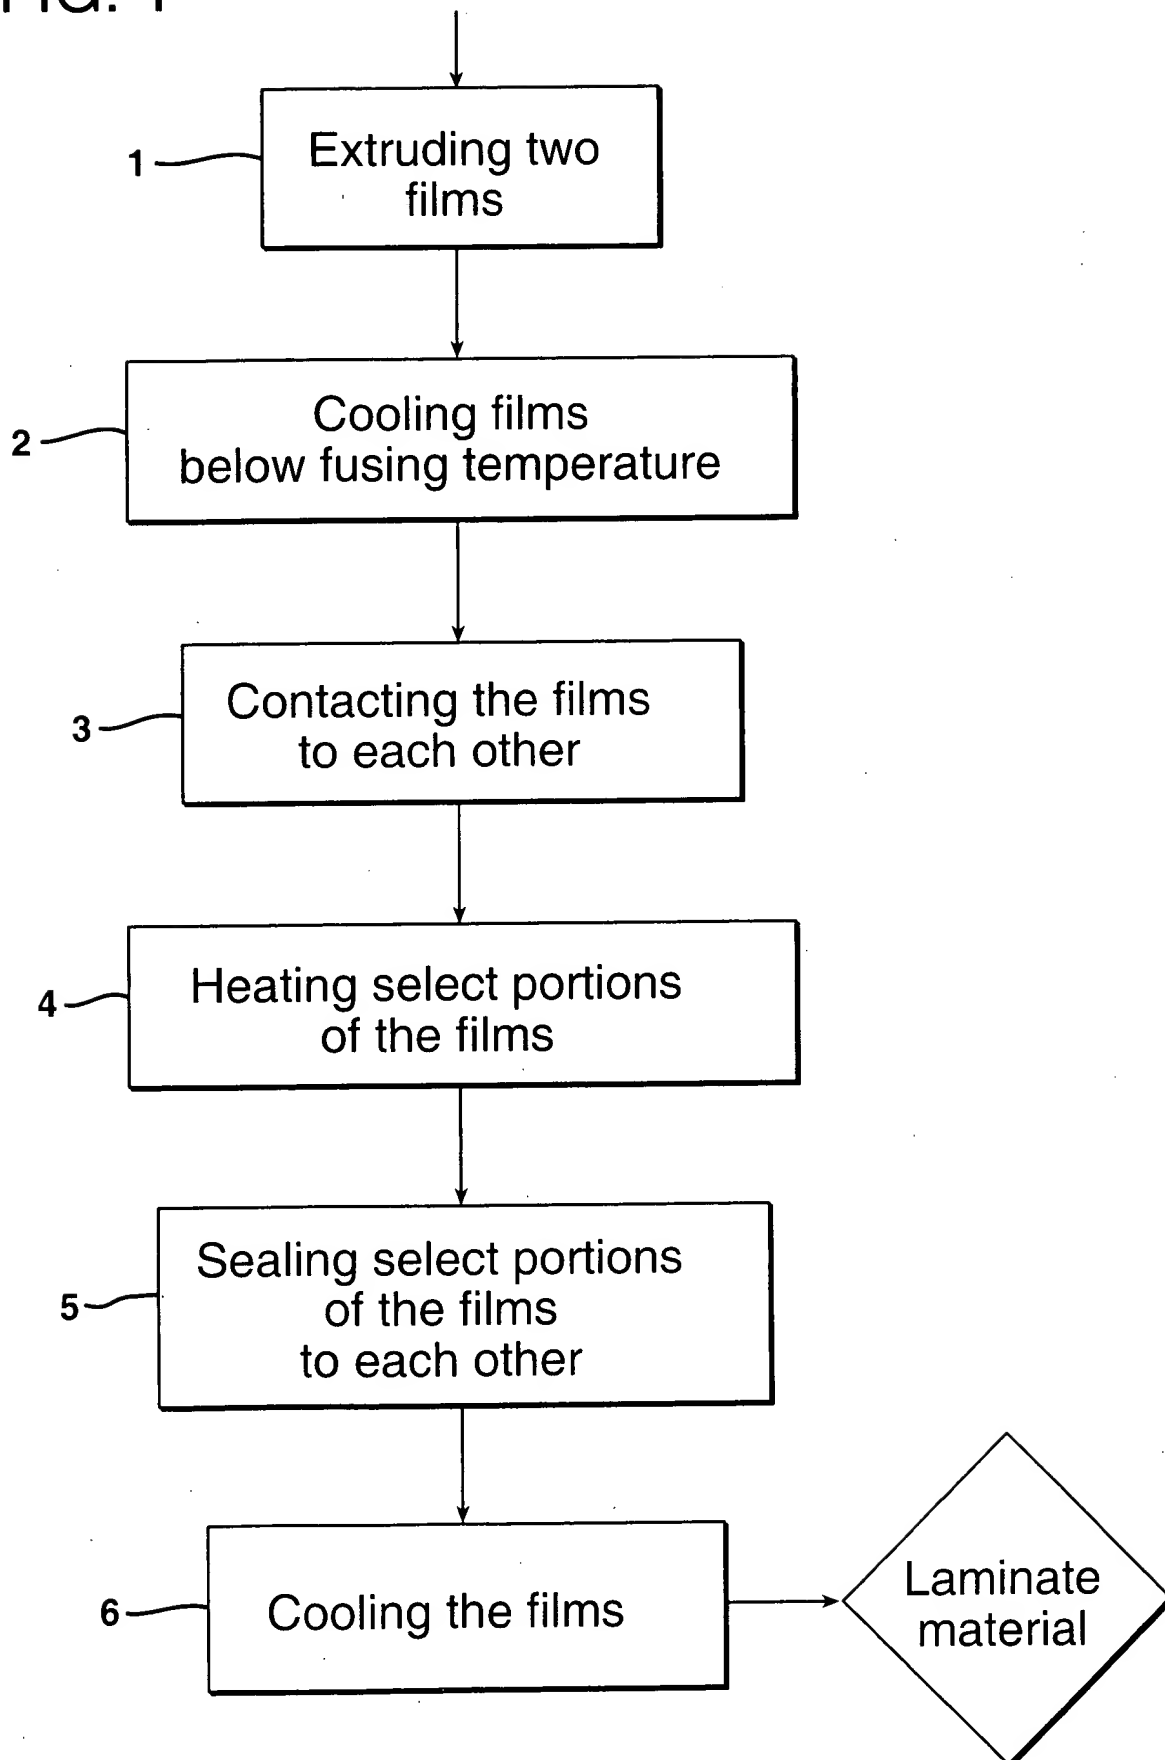 FIG. 1
1
Extruding two
films
2
Cooling films
below fusing temperature
3
Contacting the films
to each other
4
Heating select portions
of the films
5
Sealing select portions
of the films
to each other
6
Cooling the films
Laminate
material